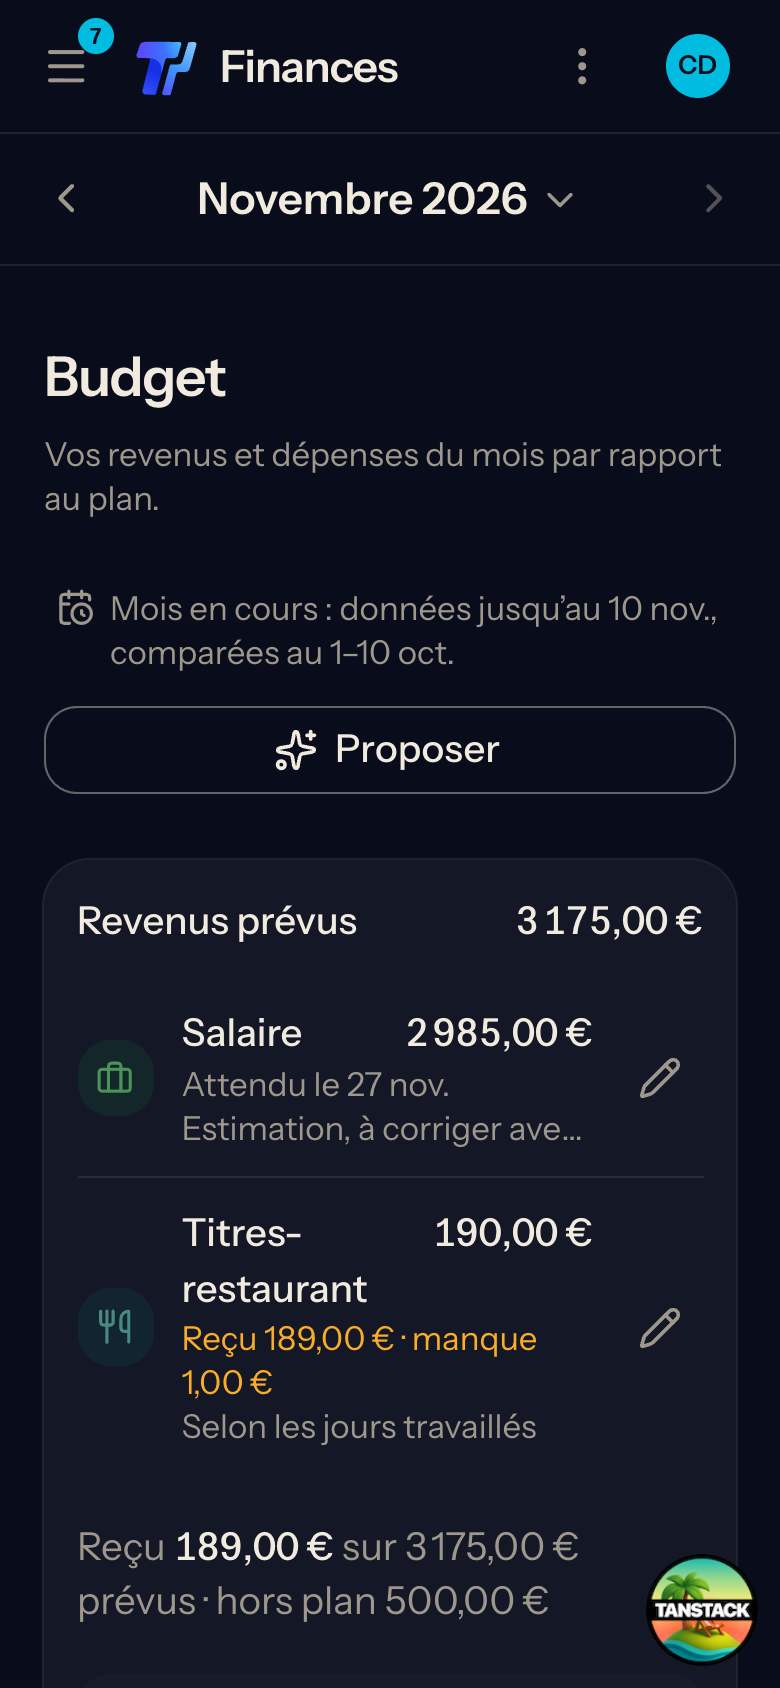 7
Finances
CD
Novembre 2026
Budget
Vos revenus et dépenses du mois par rapport
au plan.
Mois en cours : données jusqu’au 10 nov.,
comparées au 1–10 oct.
Proposer
Revenus prévus 3 175,00 €
Salaire 2 985,00 €
Attendu le 27 nov.
Estimation, à corriger ave...
Titres- 190,00 €
restaurant
Reçu 189,00 € · manque
1,00 €
Selon les jours travaillés
Reçu 189,00 € sur 3 175,00 €
prévus · hors plan 500,00 €
TANSTACK